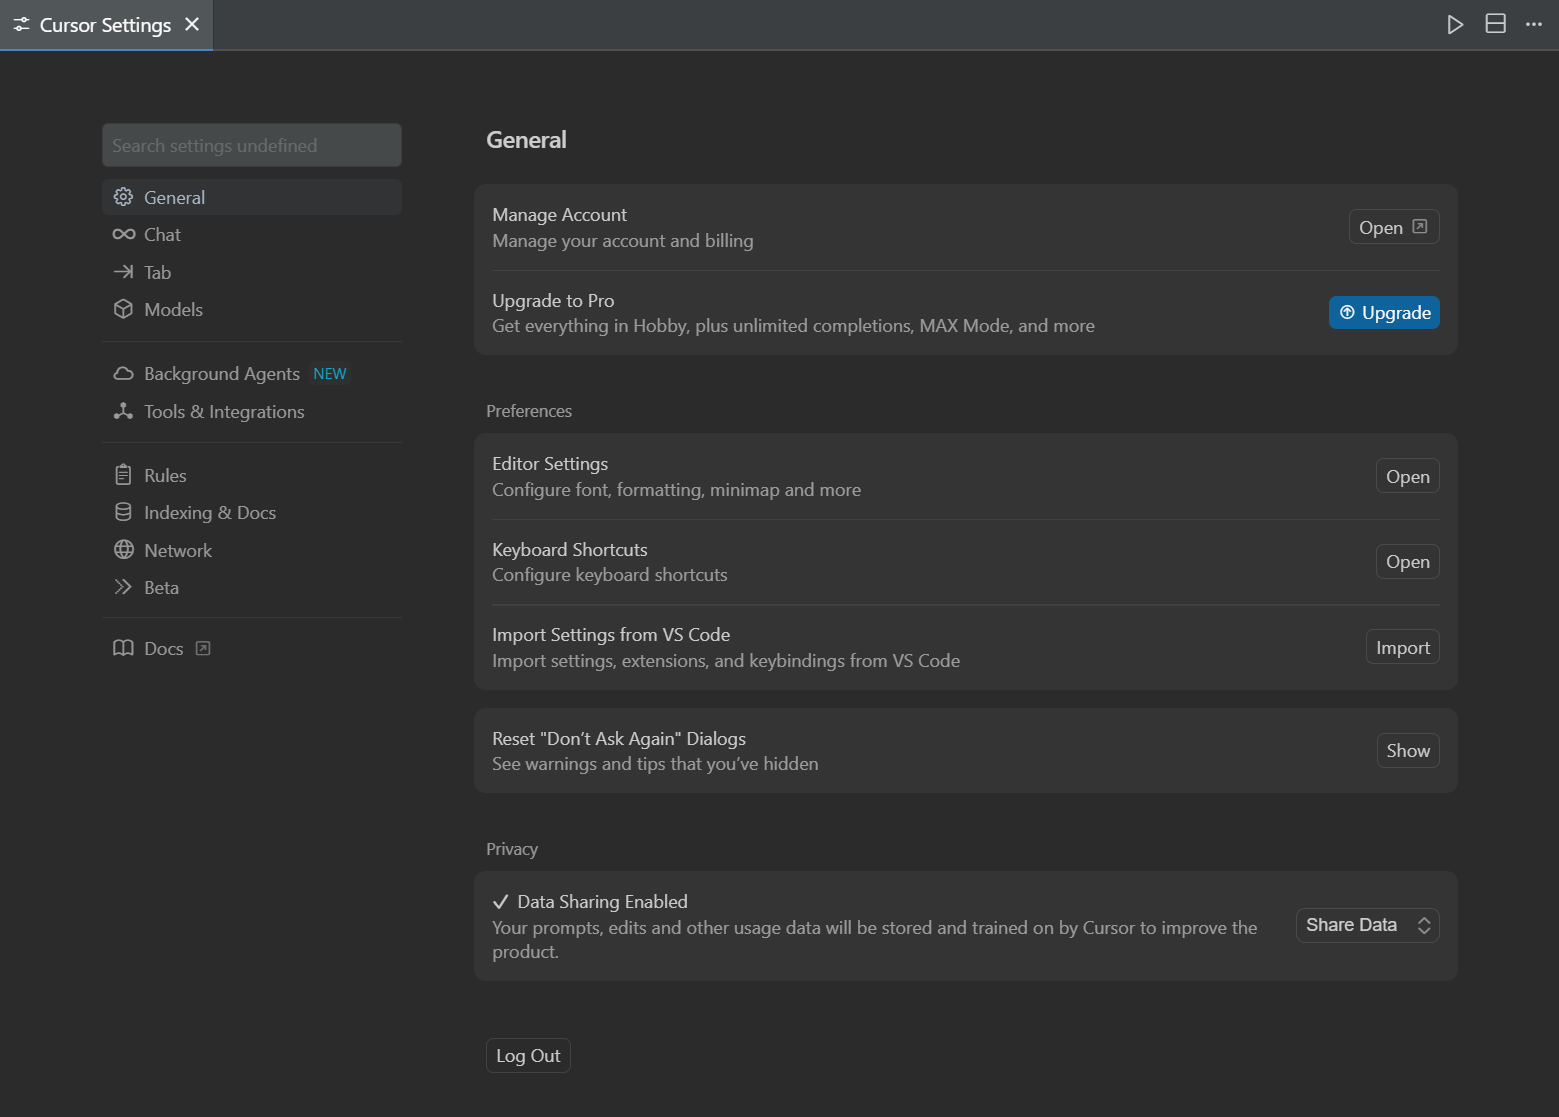 Cursor Settings
Search settings undefined
General
Chat
Tab
Models
Background Agents NEW
Tools & Integrations
Rules
Indexing & Docs
Network
Beta
Docs
General
Manage Account
Manage your account and billing
Open
Upgrade to Pro
Get everything in Hobby, plus unlimited completions, MAX Mode, and more
Upgrade
Preferences
Editor Settings
Configure font, formatting, minimap and more
Open
Keyboard Shortcuts
Configure keyboard shortcuts
Open
Import Settings from VS Code
Import settings, extensions, and keybindings from VS Code
Import
Reset "Don’t Ask Again" Dialogs
See warnings and tips that you’ve hidden
Show
Privacy
Data Sharing Enabled
Your prompts, edits and other usage data will be stored and trained on by Cursor to improve the
product.
Share Data
Log Out